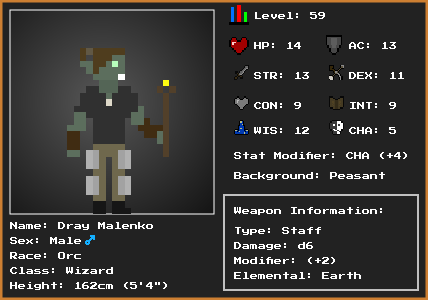 Level: 59
HP: 14
AC: 13
STR: 13
DEX: 11
CON: 9
INT: 9
WIS: 12
CHA: 5
Stat Modifier: CHA (+4)
Background: Peasant
Weapon Information:
Type: Staff
Damage: d6
Modifier: (+2)
Elemental: Earth
Name: Dray Malenko
Sex: Male♂
Race: Orc
Class: Wizard
Height: 162cm (5'4")